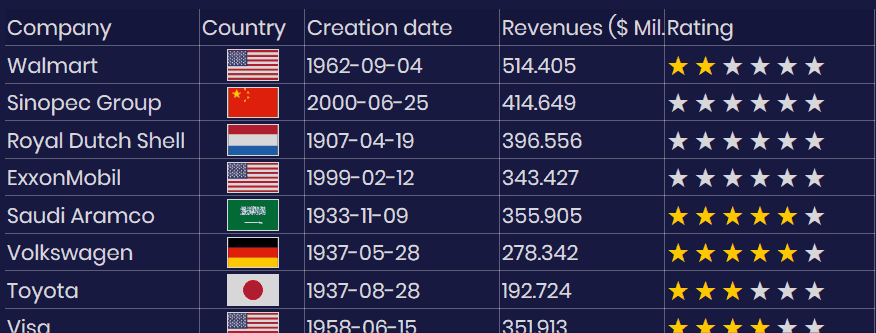 Company Country Creation date Revenues ($ Mil. Rating
Walmart 1962-09-04 514.405
Sinopec Group 2000-06-25 414.649
Royal Dutch Shell 1907-04-19 396.556
ExxonMobil 1999-02-12 343.427
Saudi Aramco 1933-11-09 355.905
Volkswagen 1937-05-28 278.342
Toyota 1937-08-28 192.724
Visa 1958-06-15 351.913